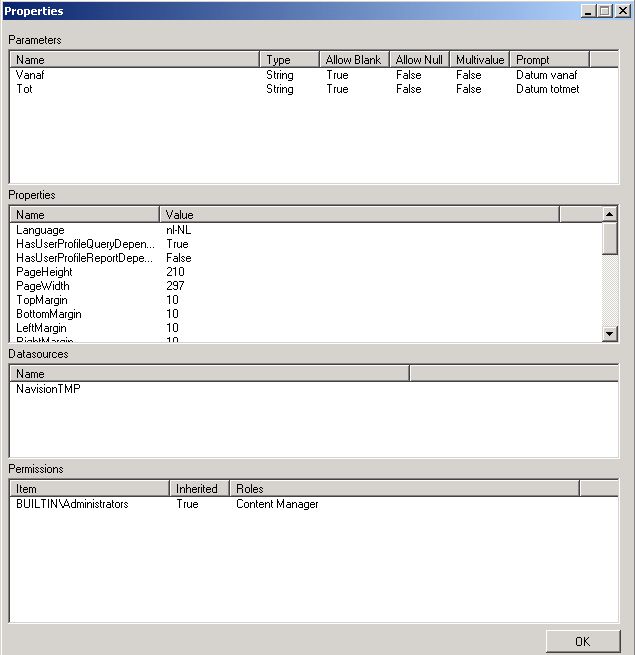 Properties
Parameters
Name Type Allow Blank Allow Null Multivalue Prompt
Vanaf String True False False Datum vanaf
Tot String True False False Datum totmet
Properties
Name Value
Language nl-NL
HasUserProfileQueryDepen... True
HasUserProfileReportDepe... False
PageHeight 210
PageWidth 297
TopMargin 10
BottomMargin 10
LeftMargin 10
RightMargin 10
Datasources
Name
NavisionTMP
Permissions
Item Inherited Roles
BUILTIN\Administrators True Content Manager
OK